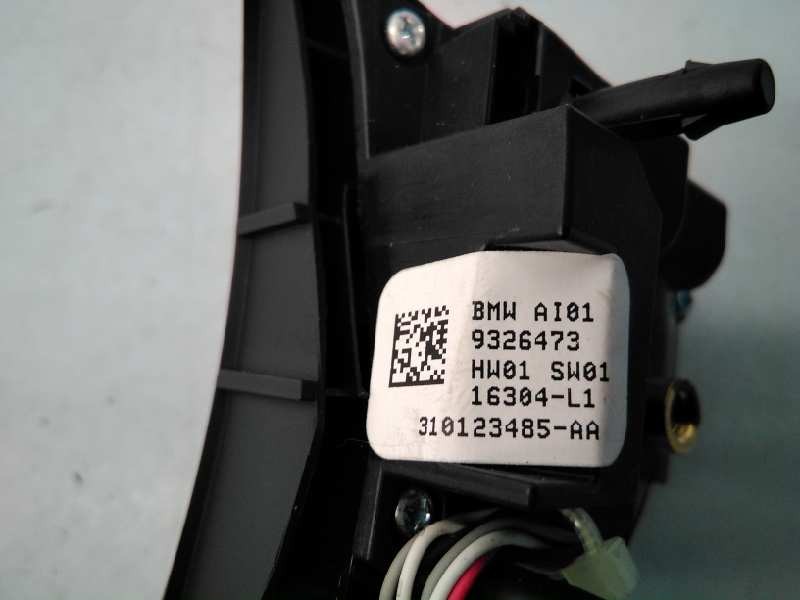 BMW AI01
9326473
HW01 SW01
16304-L1
310123485-AA